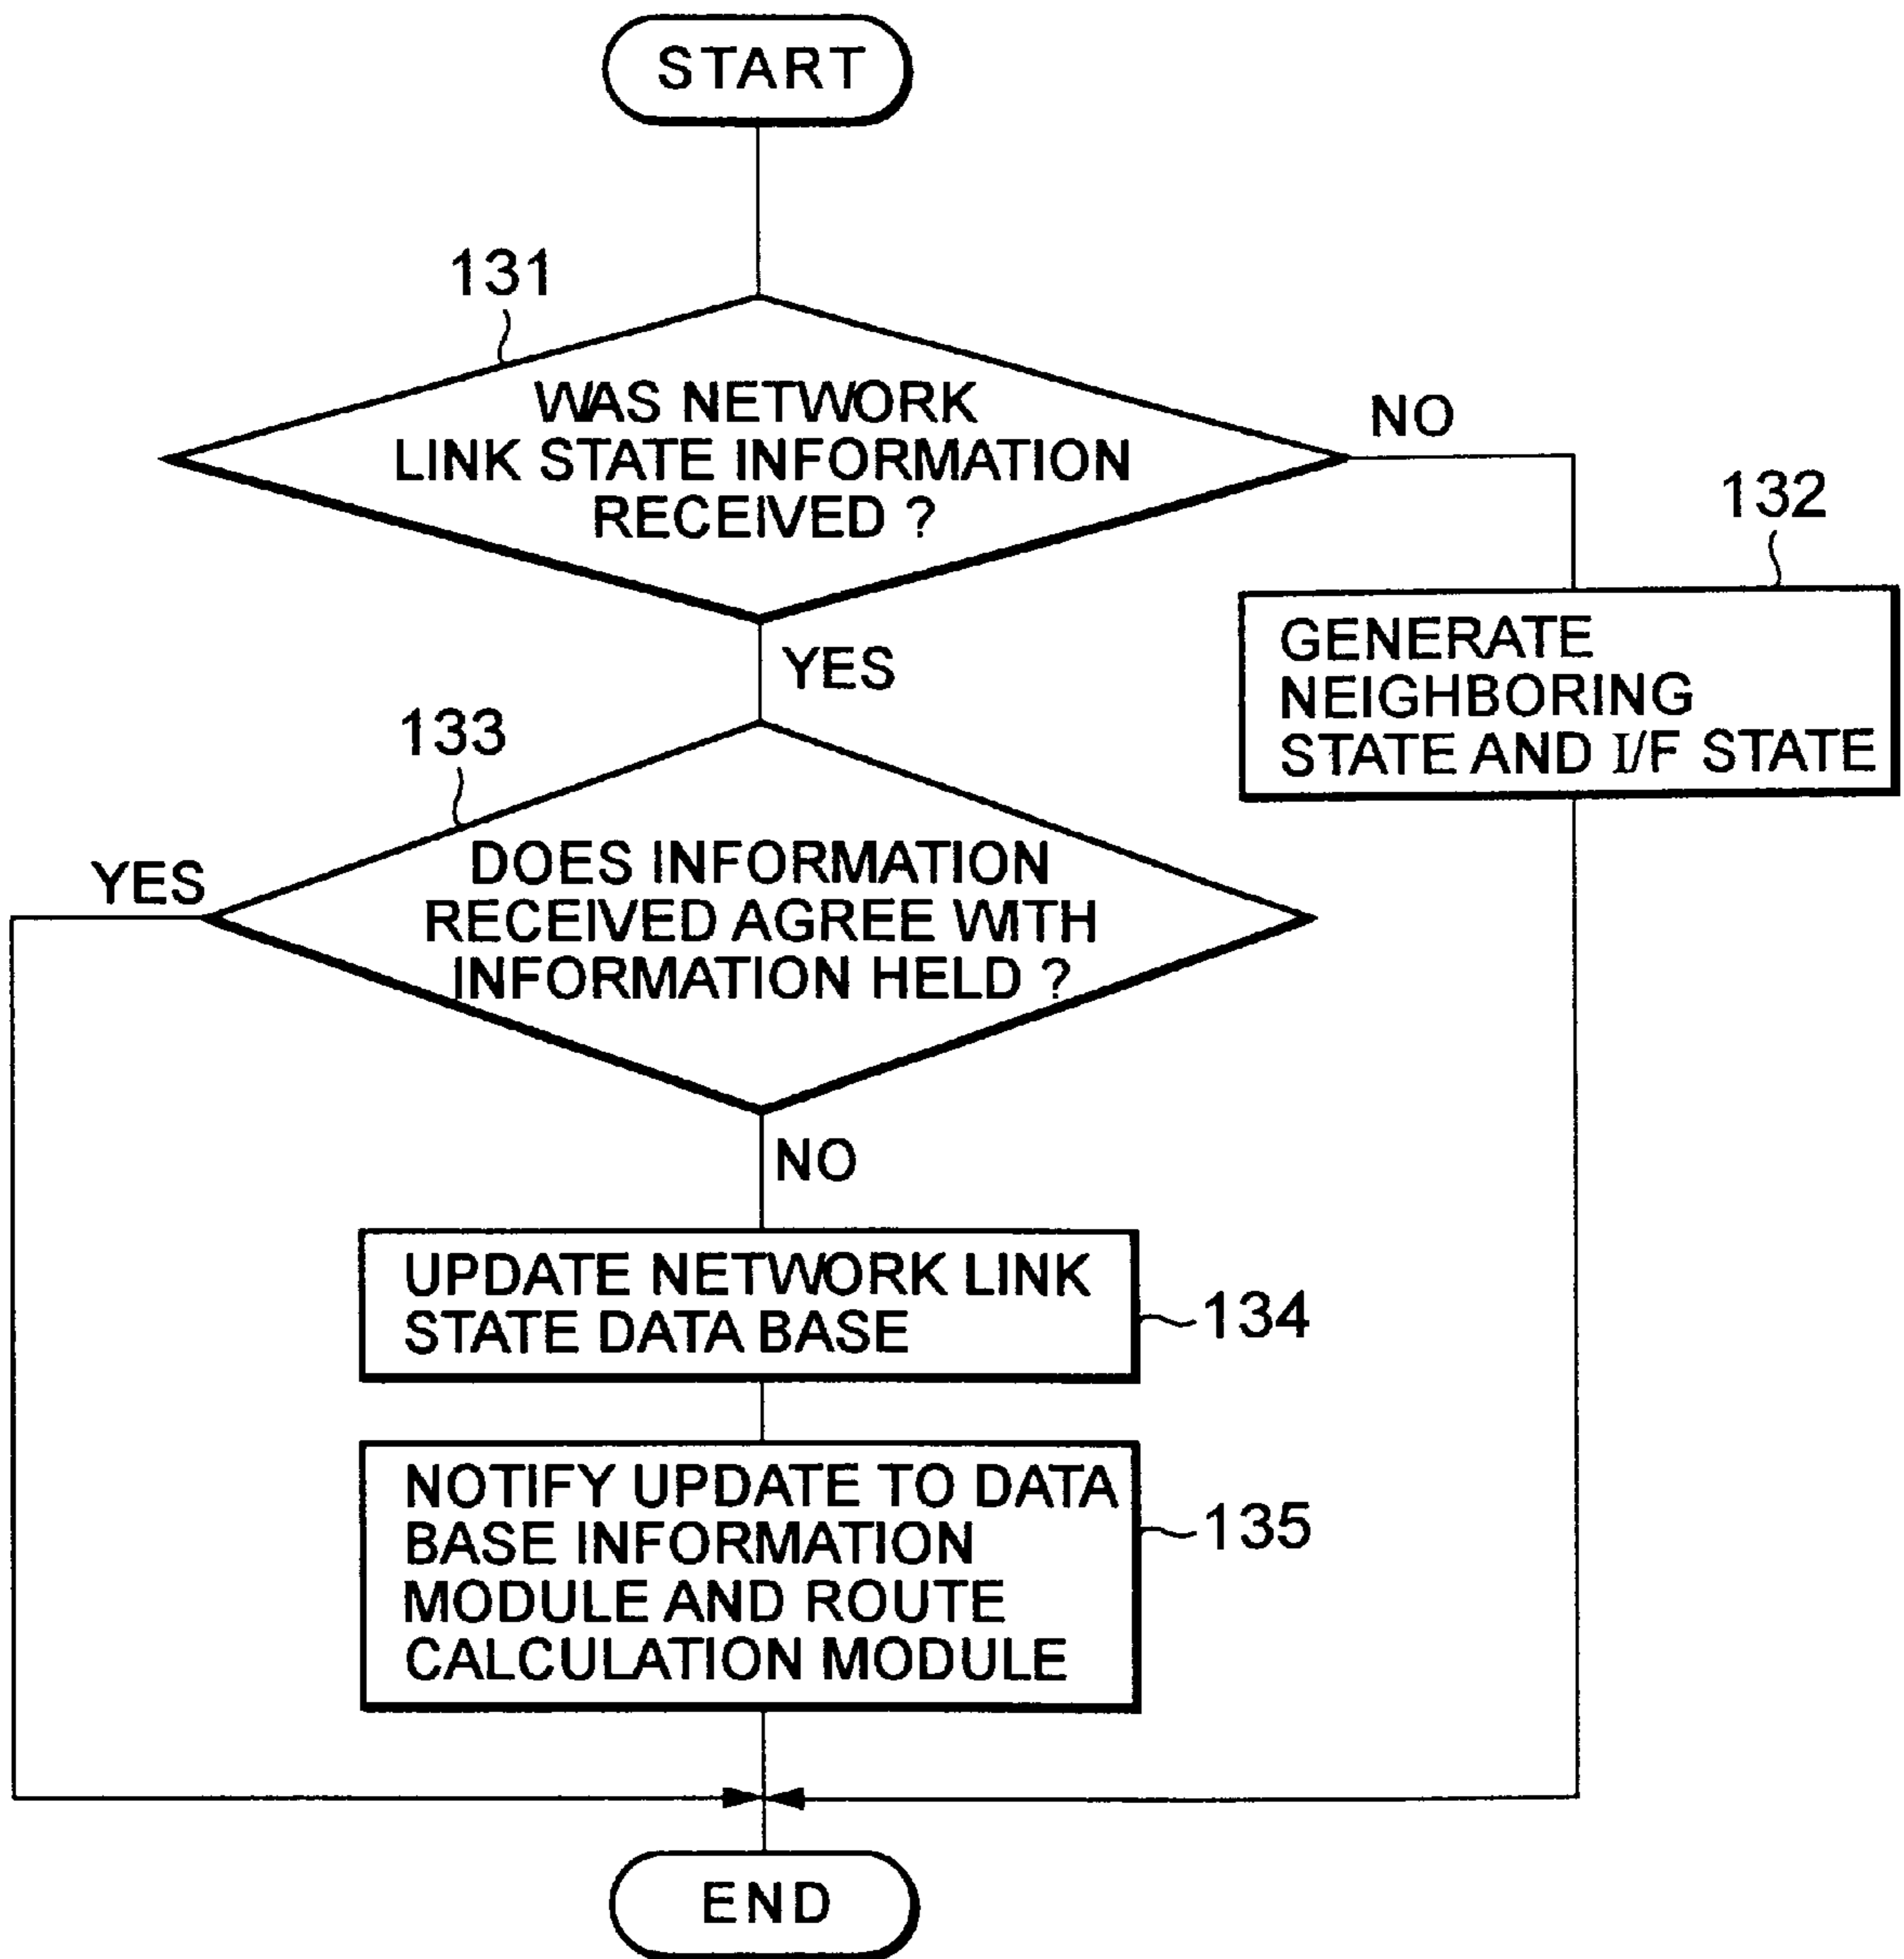 START
131
WAS NETWORK
LINK STATE INFORMATION
RECEIVED ?
NO
132
GENERATE
NEIGHBORING
STATE AND I/F STATE
YES
133
YES
DOES INFORMATION
RECEIVED AGREE WITH
INFORMATION HELD ?
NO
UPDATE NETWORK LINK
STATE DATA BASE
134
NOTIFY UPDATE TO DATA
BASE INFORMATION
MODULE AND ROUTE
CALCULATION MODULE
135
END